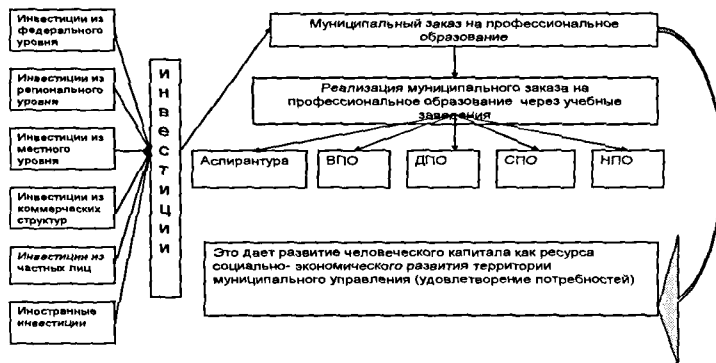 Инвестиции из
федерального
уровня
Инвестиции из
регионального
уровня
Инвестиции из
местного
уровня
Инвестиции из
коммерческих
структур
Инвестиции из
частных лиц
Иностранные
инвестиции
ИНВЕСТИЦИИ
Муниципальный заказ на профессиональное
образование
Реализация муниципального заказа на
профессиональное образование через учебные
заведения
Аспирантура
ВПО
ДПО
СПО
НПО
Это дает развитие человеческого капитала как ресурса
социально- экономического развития территории
муниципального управления (удовлетворение потребностей)